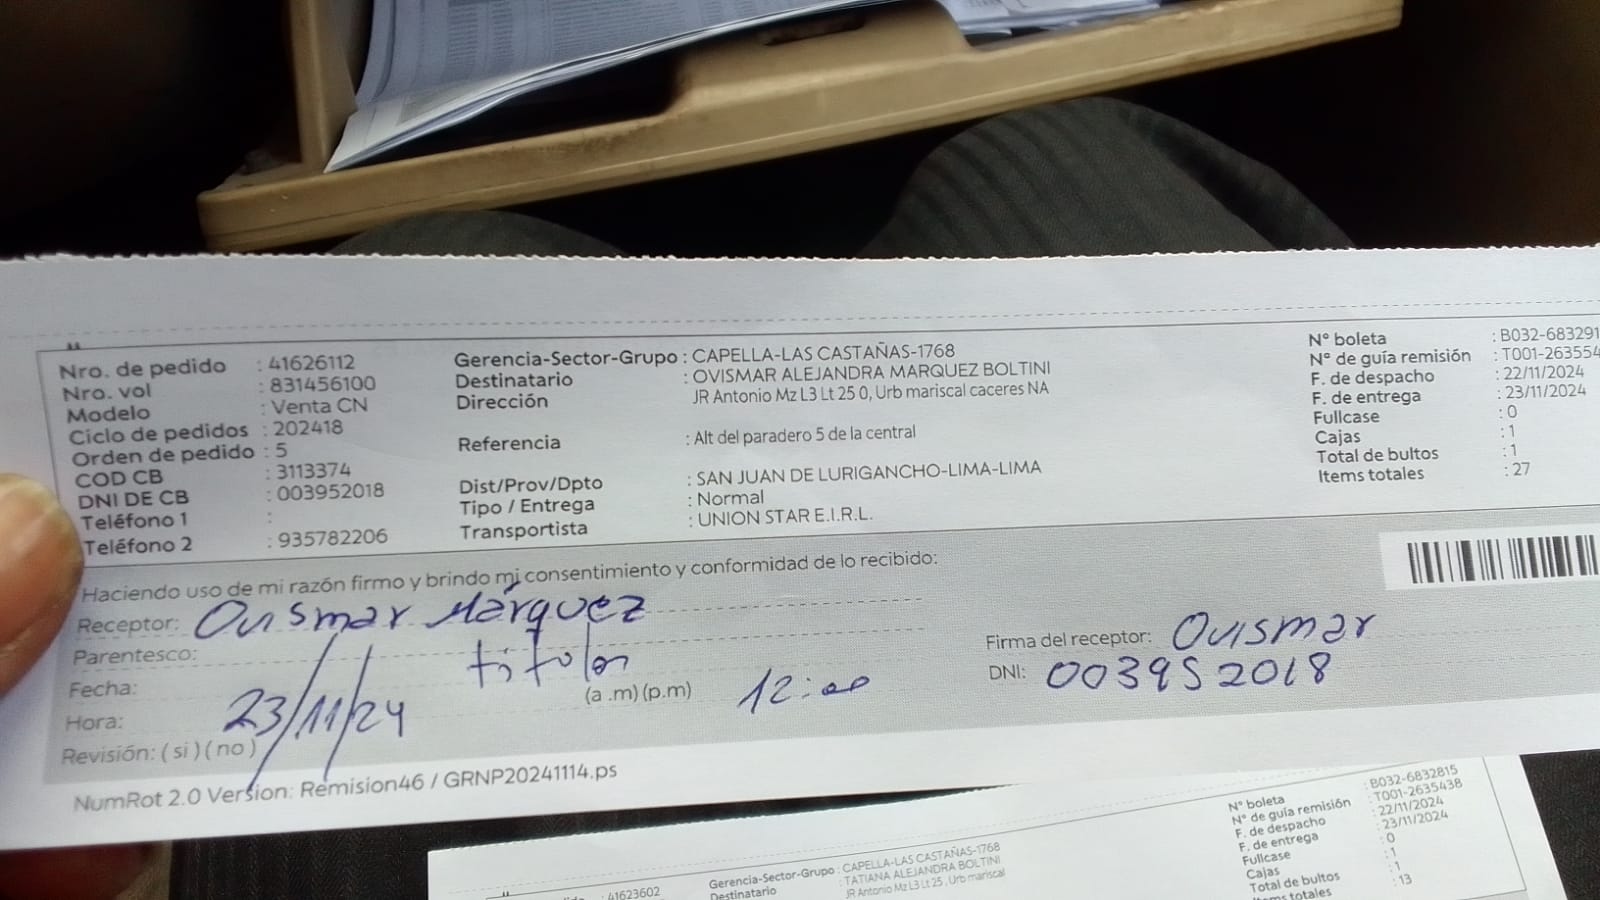 Nro. de pedido : 41626112
Nro. vol : 831456100
Modelo : Venta CN
Ciclo de pedidos : 202418
Orden de pedido : 5
COD CB : 3113374
DNI DE CB : 003952018
Teléfono 1 :
Teléfono 2 : 935782206
Gerencia-Sector-Grupo : CAPELLA-LAS CASTAÑAS-1768
Destinatario : OVISMAR ALEJANDRA MARQUEZ BOLTINI
Dirección JR Antonio Mz L3 Lt 25 0, Urb mariscal caceres NA
Referencia : Alt del paradero 5 de la central
Dist/Prov/Dpto : SAN JUAN DE LURIGANCHO-LIMA-LIMA
Tipo / Entrega : Normal
Transportista : UNION STAR E.I.R.L.
N° boleta : B032-683291
N° de guía remisión : T001-263554
F. de despacho : 22/11/2024
F. de entrega : 23/11/2024
Fullcase : 0
Cajas : 1
Total de bultos : 1
Items totales : 27
Haciendo uso de mi razón firmo y brindo mi consentimiento y conformidad de lo recibido:
Receptor: Ouismar Márquez
Parentesco: titular
Fecha: 23/11/24
Hora: (a .m) (p.m) 12:00
Revisión: ( si ) ( no )
Firma del receptor: Ouismar
DNI: 003952018
NumRot 2.0 Version: Remision46 / GRNP20241114.ps
: 41623602
Gerencia-Sector-Grupo : CAPELLA-LAS CASTAÑAS-1768
Destinatario : TATIANA ALEJANDRA BOLTINI
JR Antonio Mz L3 Lt 25 , Urb mariscal
N° boleta : B032-6832815
N° de guía remisión : T001-2635438
F. de despacho : 22/11/2024
F. de entrega : 23/11/2024
Fullcase : 0
Cajas : 1
Total de bultos : 1
Items totales : 13